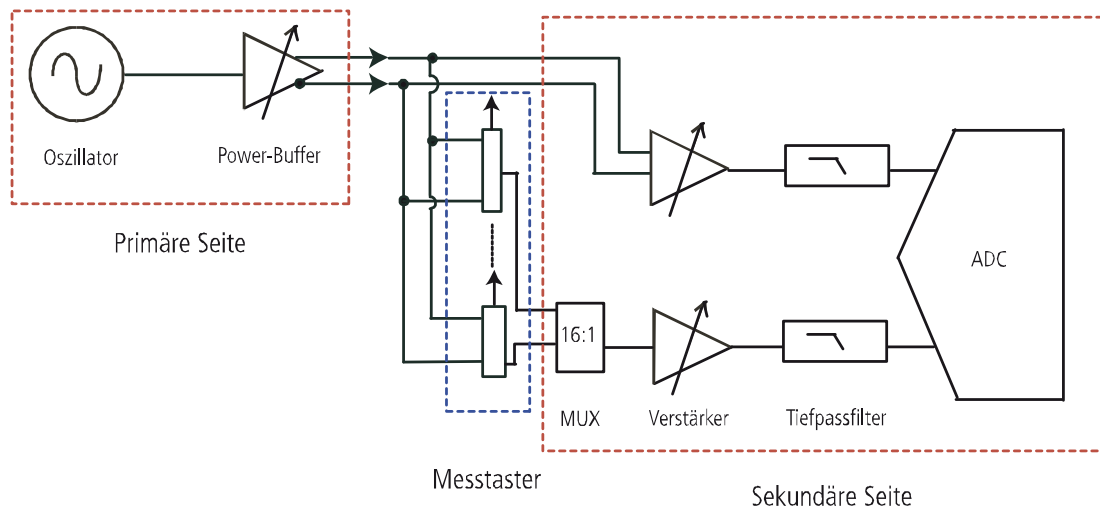 Oszillator
Power-Buffer
Primäre Seite
ADC
16:1
MUX
Verstärker
Tiefpassfilter
Messtaster
Sekundäre Seite